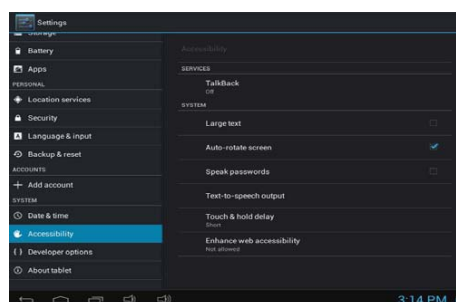 Settings
Storage
Battery
Apps
PERSONAL
Location services
Security
Language & input
Backup & reset
ACCOUNTS
Add account
SYSTEM
Date & time
Accessibility
Developer options
About tablet
Accessibility
SERVICES
TalkBack
Off
SYSTEM
Large text
Auto-rotate screen
Speak passwords
Text-to-speech output
Touch & hold delay
Short
Enhance web accessibility
Not allowed
3:14 PM